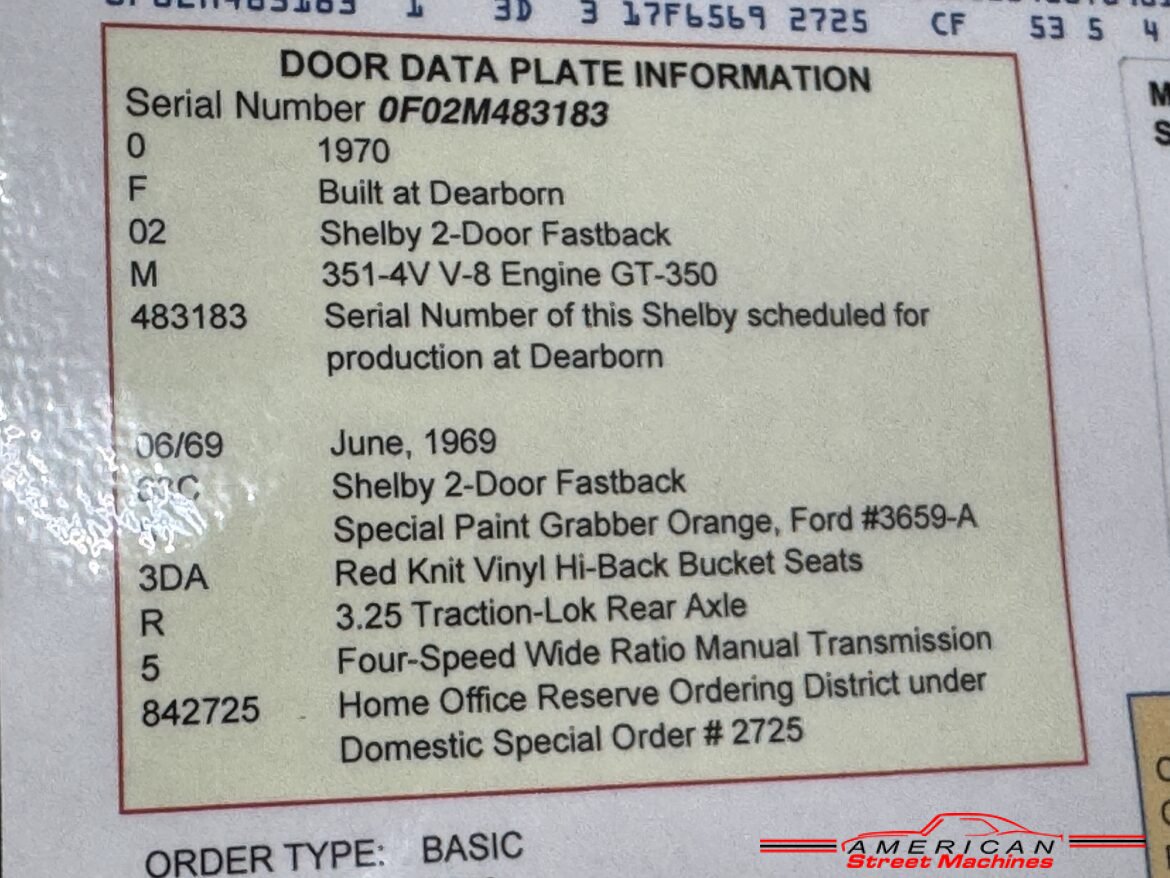 1 3D 3 17F6569 2725 CF 53 5 4
DOOR DATA PLATE INFORMATION
Serial Number 0F02M483183
0 1970
F Built at Dearborn
02 Shelby 2-Door Fastback
M 351-4V V-8 Engine GT-350
483183 Serial Number of this Shelby scheduled for
production at Dearborn
06/69 June, 1969
Shelby 2-Door Fastback
Special Paint Grabber Orange, Ford #3659-A
3DA Red Knit Vinyl Hi-Back Bucket Seats
R 3.25 Traction-Lok Rear Axle
5 Four-Speed Wide Ratio Manual Transmission
842725 Home Office Reserve Ordering District under
Domestic Special Order # 2725
ORDER TYPE: BASIC
AMERICAN
Street Machines